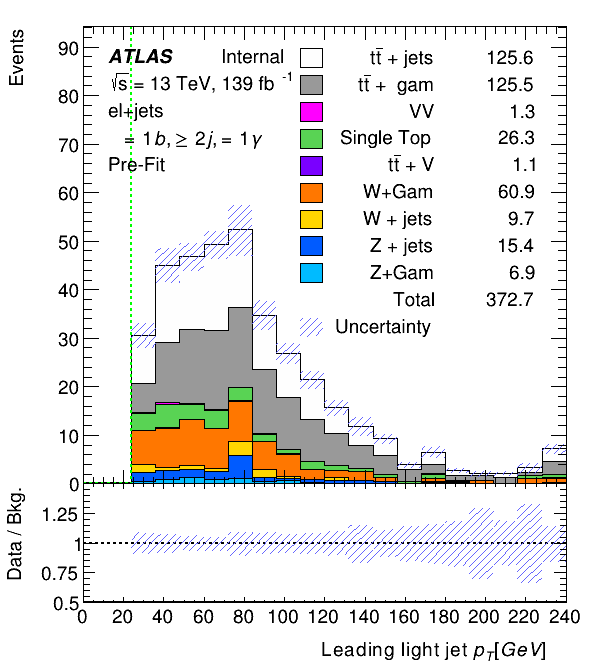 Events
ATLAS Internal
√s = 13 TeV, 139 fb⁻¹
el+jets
= 1b, ≥ 2j, = 1γ
Pre-Fit
tt̄ + jets 125.6
tt̄ + gam 125.5
VV 1.3
Single Top 26.3
tt̄ + V 1.1
W+Gam 60.9
W + jets 9.7
Z + jets 15.4
Z+Gam 6.9
Total 372.7
Uncertainty
90
80
70
60
50
40
30
20
10
0
Data / Bkg.
1.25
1
0.75
0.5
0 20 40 60 80 100 120 140 160 180 200 220 240
Leading light jet p_T[GeV]